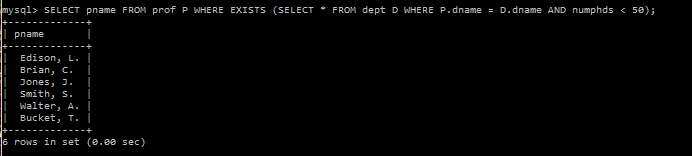 mysql> SELECT pname FROM prof P WHERE EXISTS (SELECT * FROM dept D WHERE P.dname = D.dname AND numphds < 50);
+-------------+
| pname       |
+-------------+
|  Edison, L. |
|  Brian, C.  |
|  Jones, J.  |
|  Smith, S.  |
|  Walter, A. |
|  Bucket, T. |
+-------------+
6 rows in set (0.00 sec)